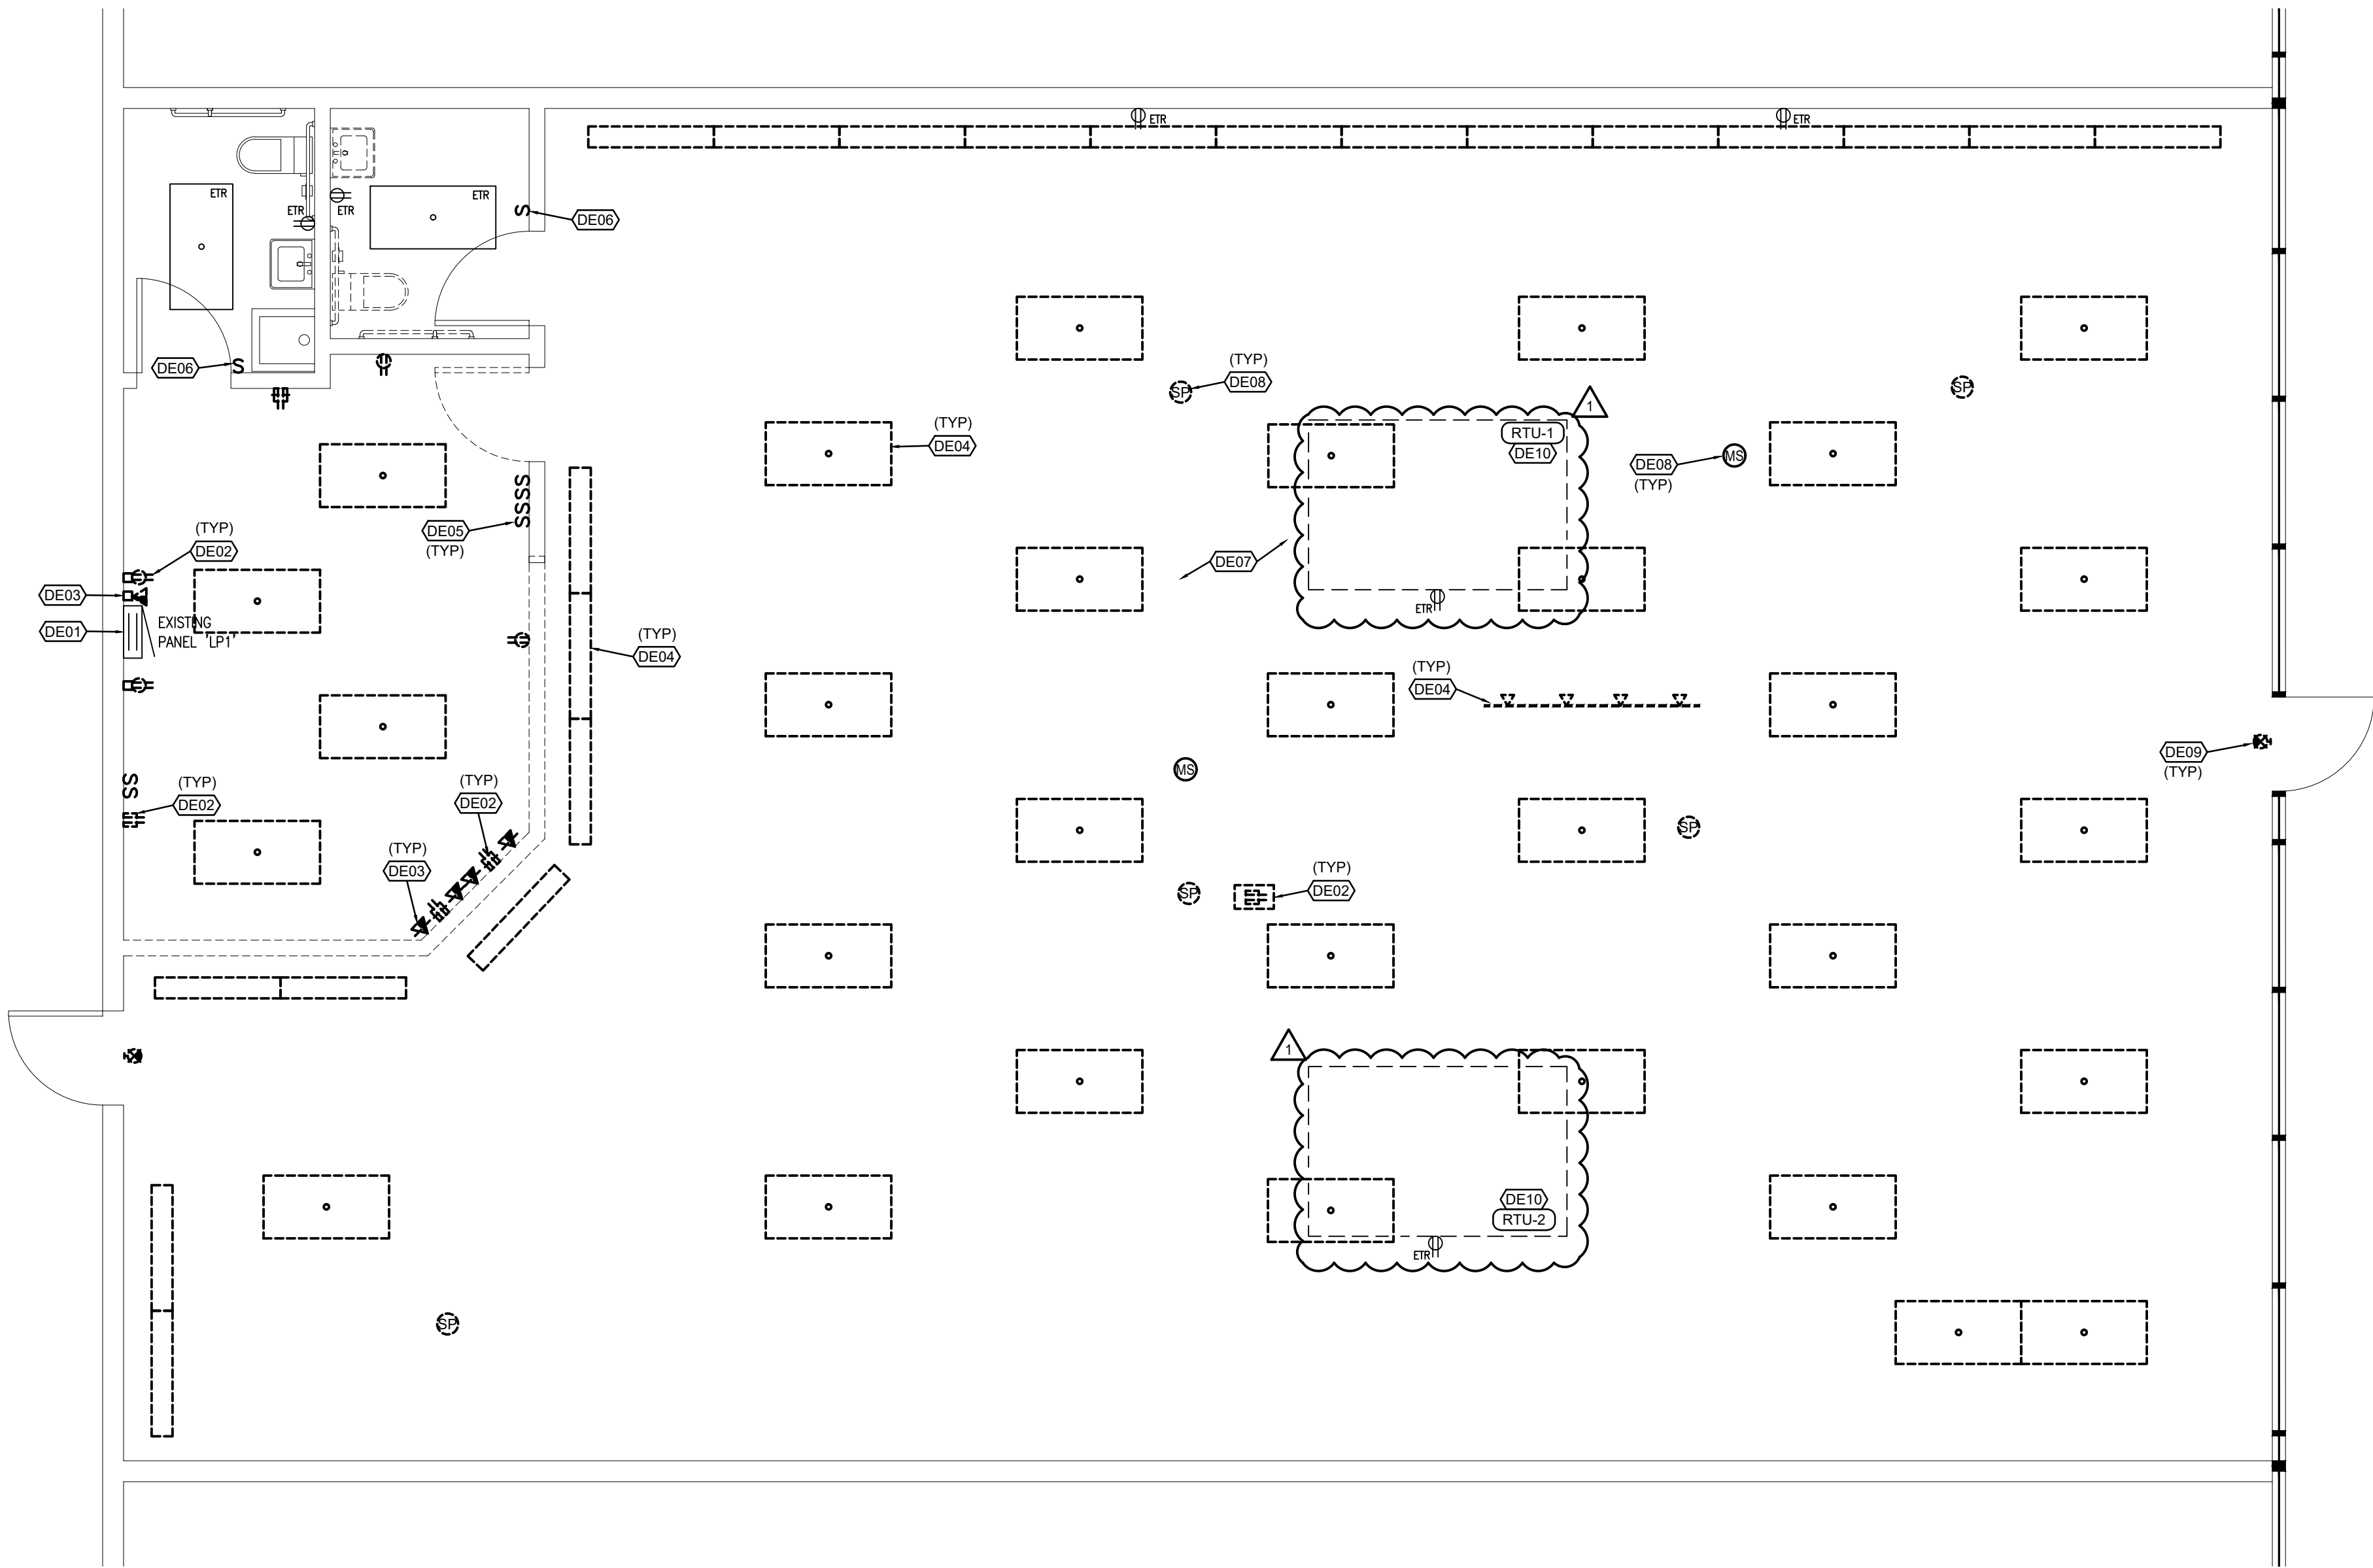 ETR
ETR
ETR
ETR
ETR
ETR
S
DE06
DE06
S
(TYP)
DE08
SP
SP
1
(TYP)
DE04
RTU-1
DE10
DE08
(TYP)
MS
SSSS
DE05
(TYP)
(TYP)
DE02
DE07
DE03
DE01
EXISTING
PANEL 'LP1'
ETR
(TYP)
DE04
(TYP)
DE04
DE09
(TYP)
MS
SS
(TYP)
DE02
(TYP)
DE02
SP
(TYP)
DE03
(TYP)
DE02
SP
1
DE10
RTU-2
ETR
SP